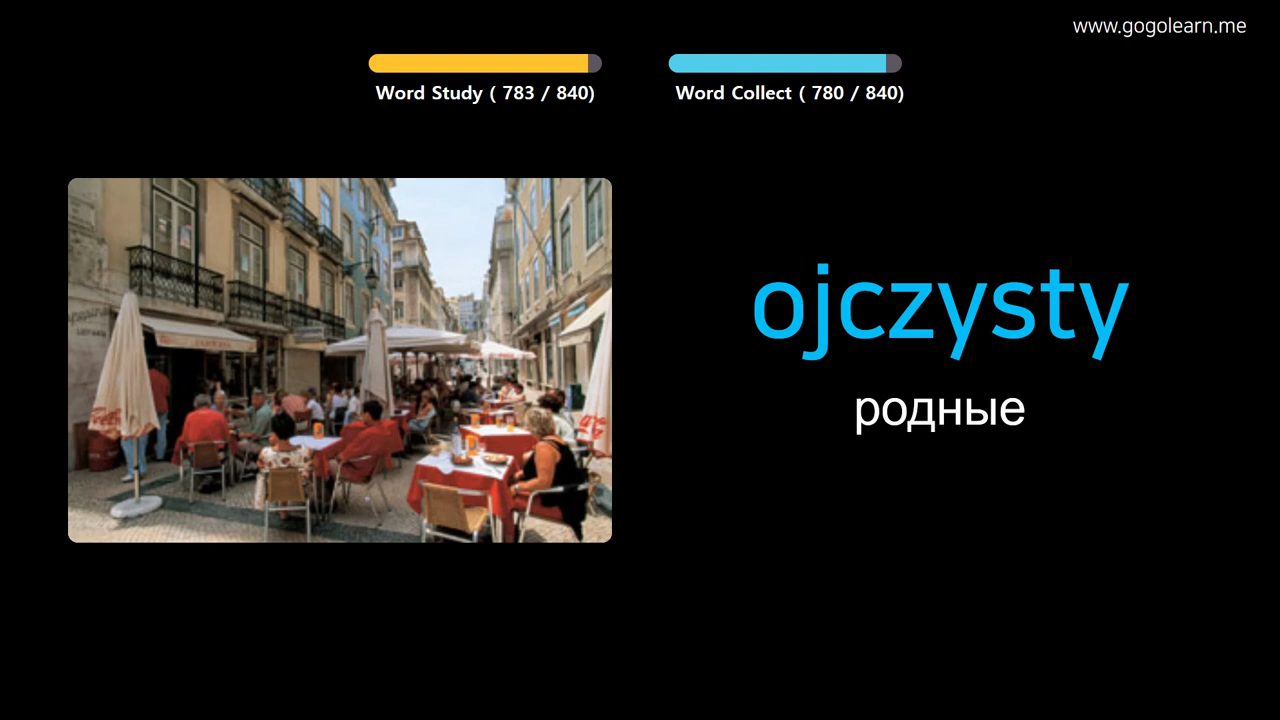 www.gogolearn.me
Word Study ( 783 / 840)
Word Collect ( 780 / 840)
ojczysty
родные